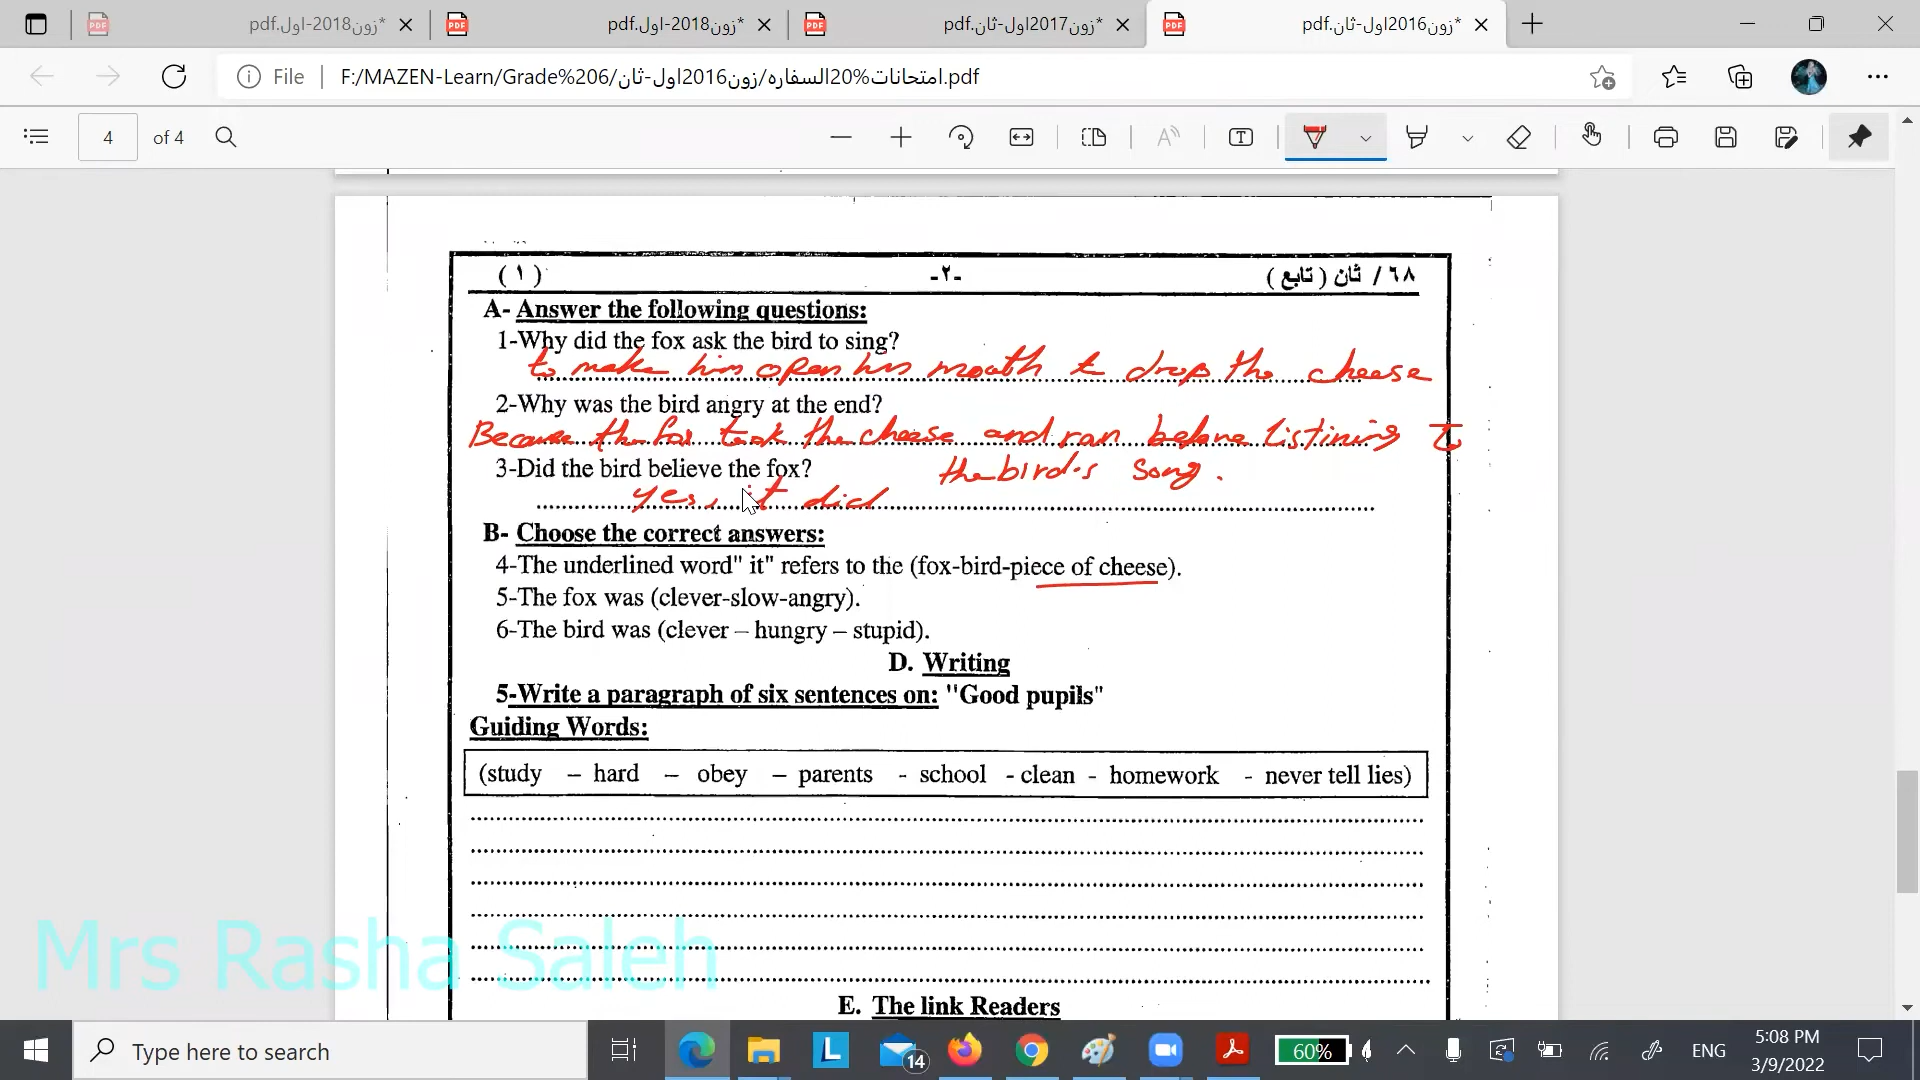 *زون2018-اول.pdf
*زون2018-اول.pdf
*زون2017اول-ثان.pdf
*زون2016اول-ثان.pdf
File F:/MAZEN-Learn/Grade%206/امتحانات%20السفاره/زون2016اول-ثان.pdf
4 of 4
( ١ ) -٢- ٦٨/ ثان ( تابع )
A- Answer the following questions:
1-Why did the fox ask the bird to sing?
to make him open his mouth to drop the cheese
2-Why was the bird angry at the end?
Because the fox took the cheese and ran before listining to
the bird's song.
3-Did the bird believe the fox?
yes, it did
B- Choose the correct answers:
4-The underlined word" it" refers to the (fox-bird-piece of cheese).
5-The fox was (clever-slow-angry).
6-The bird was (clever – hungry – stupid).
D. Writing
5-Write a paragraph of six sentences on: "Good pupils"
Guiding Words:
(study – hard – obey – parents - school - clean - homework - never tell lies)
Mrs Rasha Saleh
E. The link Readers
Type here to search
14
60%
ENG
5:08 PM
3/9/2022